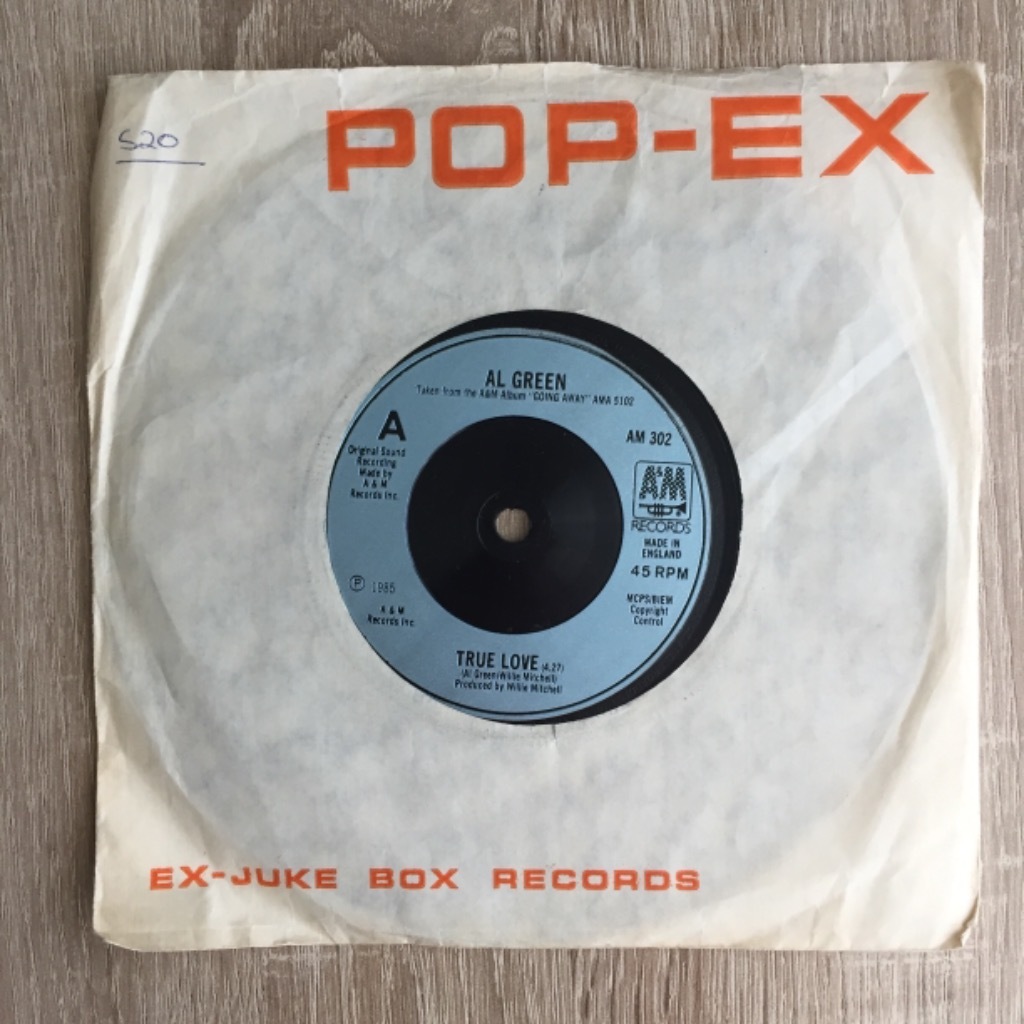 S20
POP-EX
AL GREEN
Taken from the A&M Album "GOING AWAY" AMA 5102
A
AM 302
Original Sound
Recording
Made by
A & M
Records Inc.
A&M
RECORDS
MADE IN
ENGLAND
45 RPM
Ⓟ 1985
MCPS/BIEM
Copyright
Control
A & M
Records Inc.
TRUE LOVE (4.27)
(Al Green/Willie Mitchell)
Produced by Willie Mitchell
EX-JUKE BOX RECORDS